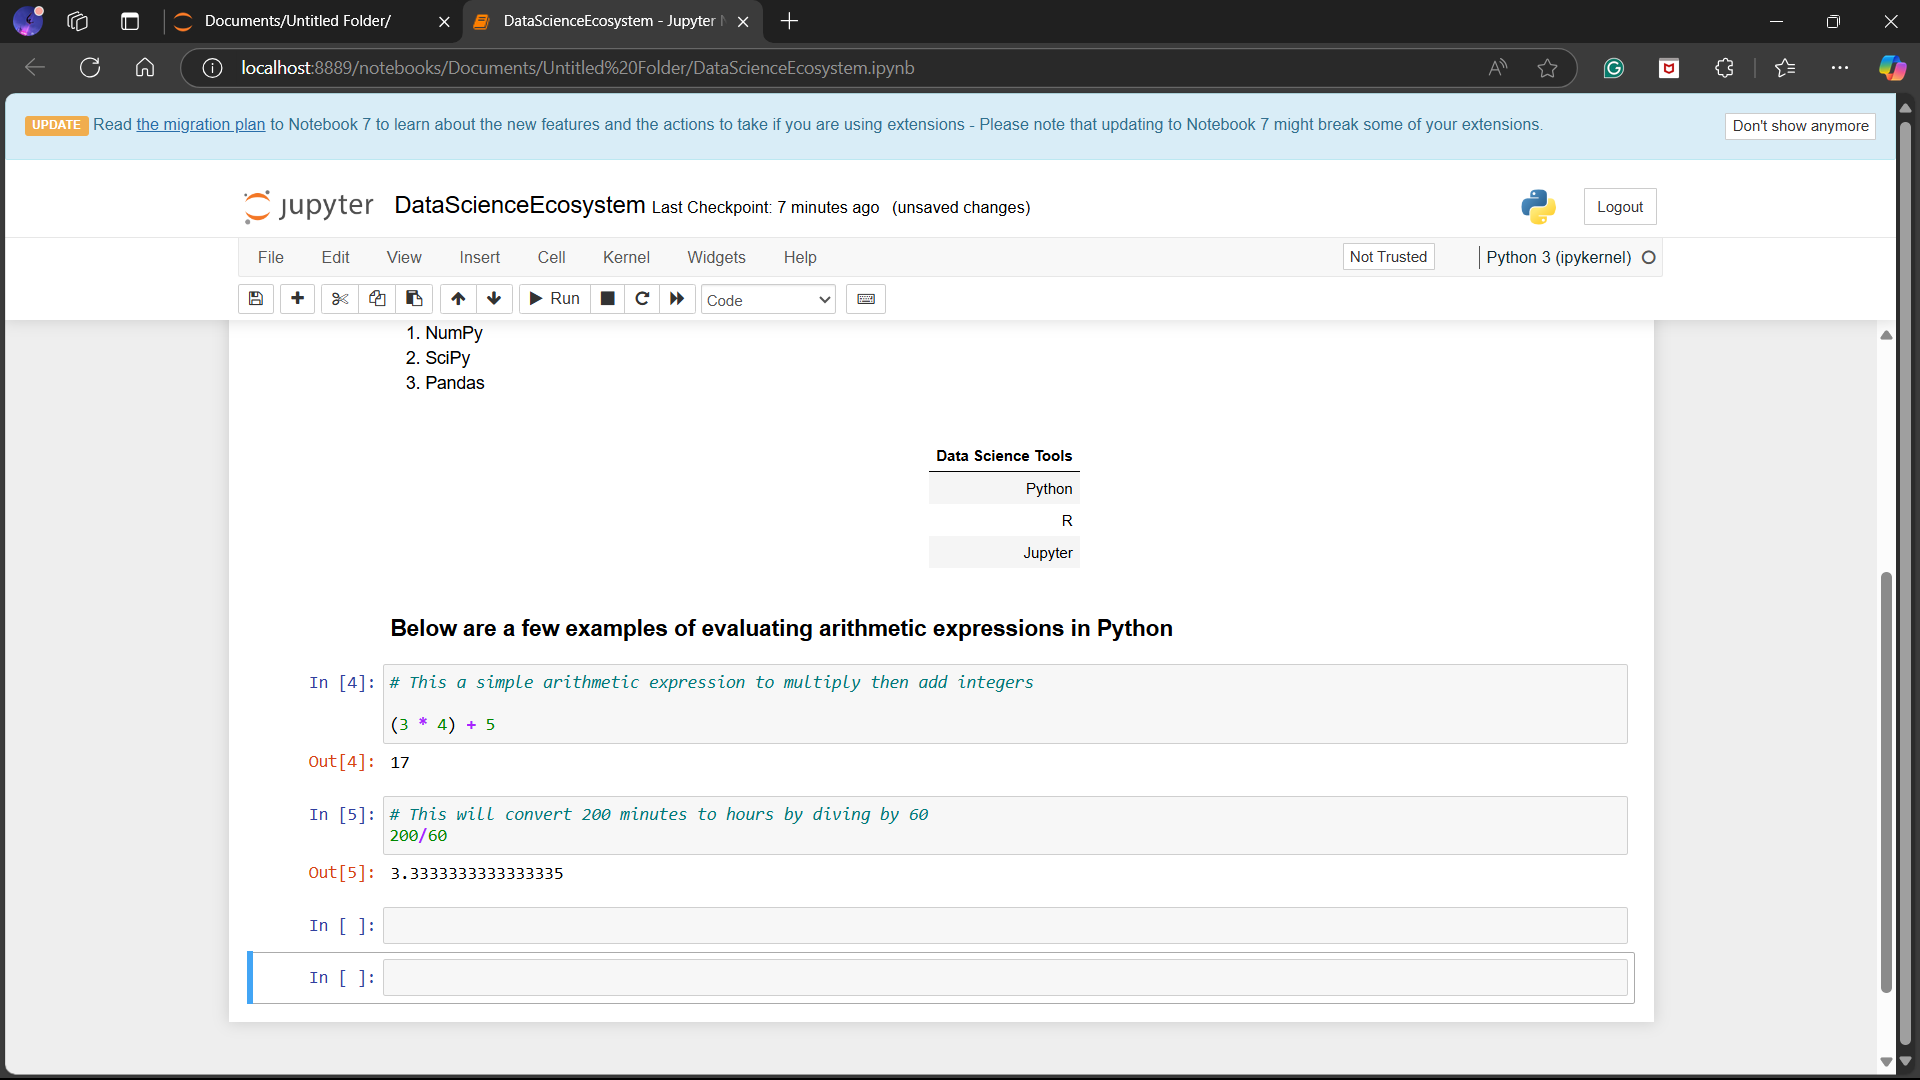 Documents/Untitled Folder/
DataScienceEcosystem - Jupyter N
localhost:8889/notebooks/Documents/Untitled%20Folder/DataScienceEcosystem.ipynb
UPDATE Read the migration plan to Notebook 7 to learn about the new features and the actions to take if you are using extensions - Please note that updating to Notebook 7 might break some of your extensions.
Don't show anymore
jupyter DataScienceEcosystem Last Checkpoint: 7 minutes ago (unsaved changes)
Logout
File Edit View Insert Cell Kernel Widgets Help
Not Trusted
Python 3 (ipykernel)
Run
Code
1. NumPy
2. SciPy
3. Pandas
Data Science Tools
Python
R
Jupyter
Below are a few examples of evaluating arithmetic expressions in Python
In [4]: # This a simple arithmetic expression to multiply then add integers
(3 * 4) + 5
Out[4]: 17
In [5]: # This will convert 200 minutes to hours by diving by 60
200/60
Out[5]: 3.3333333333333335
In [ ]:
In [ ]: